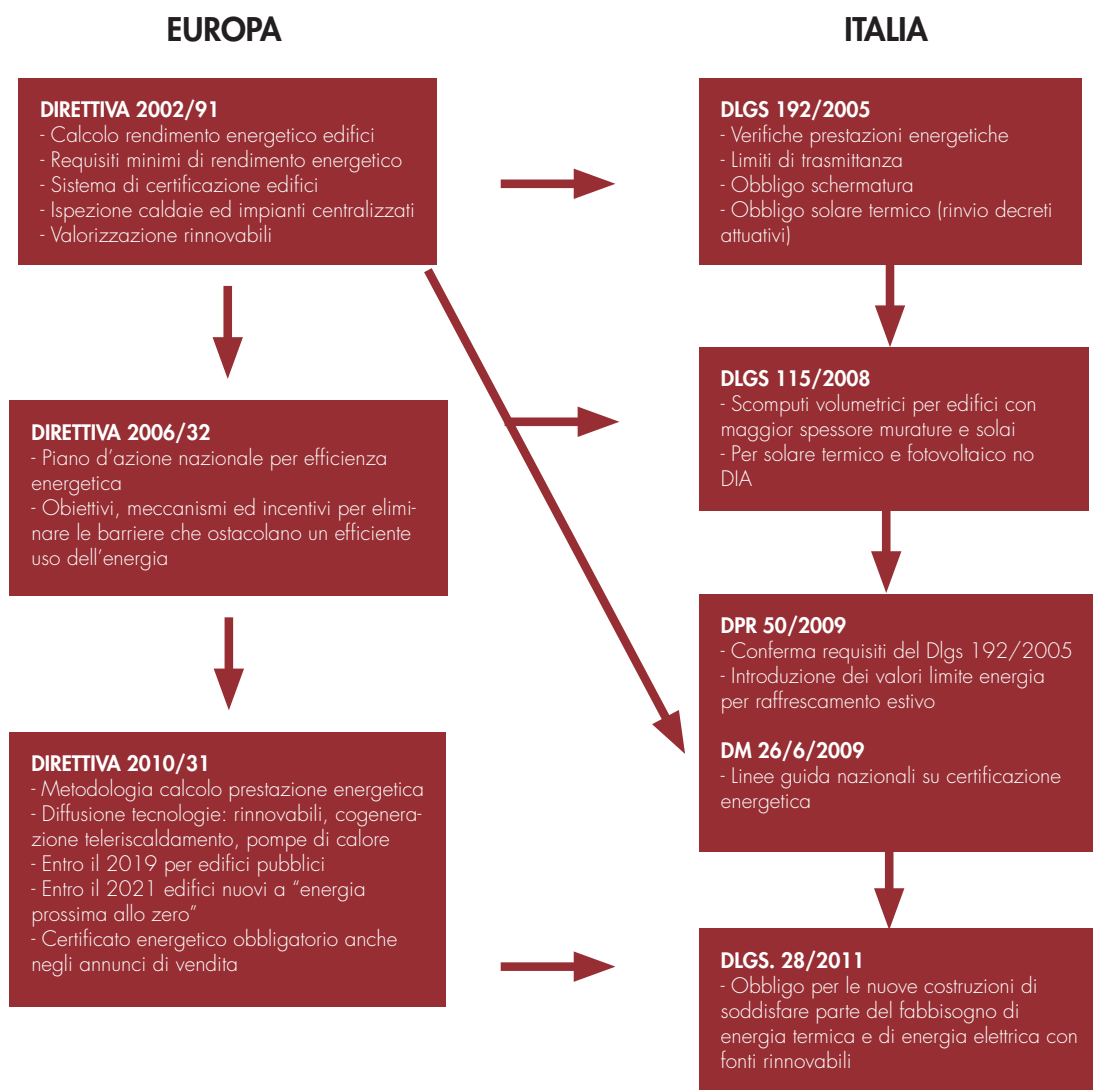 EUROPA
DIRETTIVA 2002/91
- Calcolo rendimento energetico edifici
- Requisiti minimi di rendimento energetico
- Sistema di certificazione edifici
- Ispezione caldaie ed impianti centralizzati
- Valorizzazione rinnovabili
DIRETTIVA 2006/32
- Piano d'azione nazionale per efficienza
energetica
- Obiettivi, meccanismi ed incentivi per elimi-
nare le barriere che ostacolano un efficiente
uso dell'energia
DIRETTIVA 2010/31
- Metodologia calcolo prestazione energetica
- Diffusione tecnologie: rinnovabili, cogenera-
zione teleriscaldamento, pompe di calore
- Entro il 2019 per edifici pubblici
- Entro il 2021 edifici nuovi a “energia
prossima allo zero”
- Certificato energetico obbligatorio anche
negli annunci di vendita
ITALIA
DLGS 192/2005
- Verifiche prestazioni energetiche
- Limiti di trasmittanza
- Obbligo schermatura
- Obbligo solare termico (rinvio decreti
attuativi)
DLGS 115/2008
- Scomputi volumetrici per edifici con
maggior spessore murature e solai
- Per solare termico e fotovoltaico no
DIA
DPR 50/2009
- Conferma requisiti del Dlgs 192/2005
- Introduzione dei valori limite energia
per raffrescamento estivo
DM 26/6/2009
- Linee guida nazionali su certificazione
energetica
DLGS. 28/2011
- Obbligo per le nuove costruzioni di
soddisfare parte del fabbisogno di
energia termica e di energia elettrica con
fonti rinnovabili